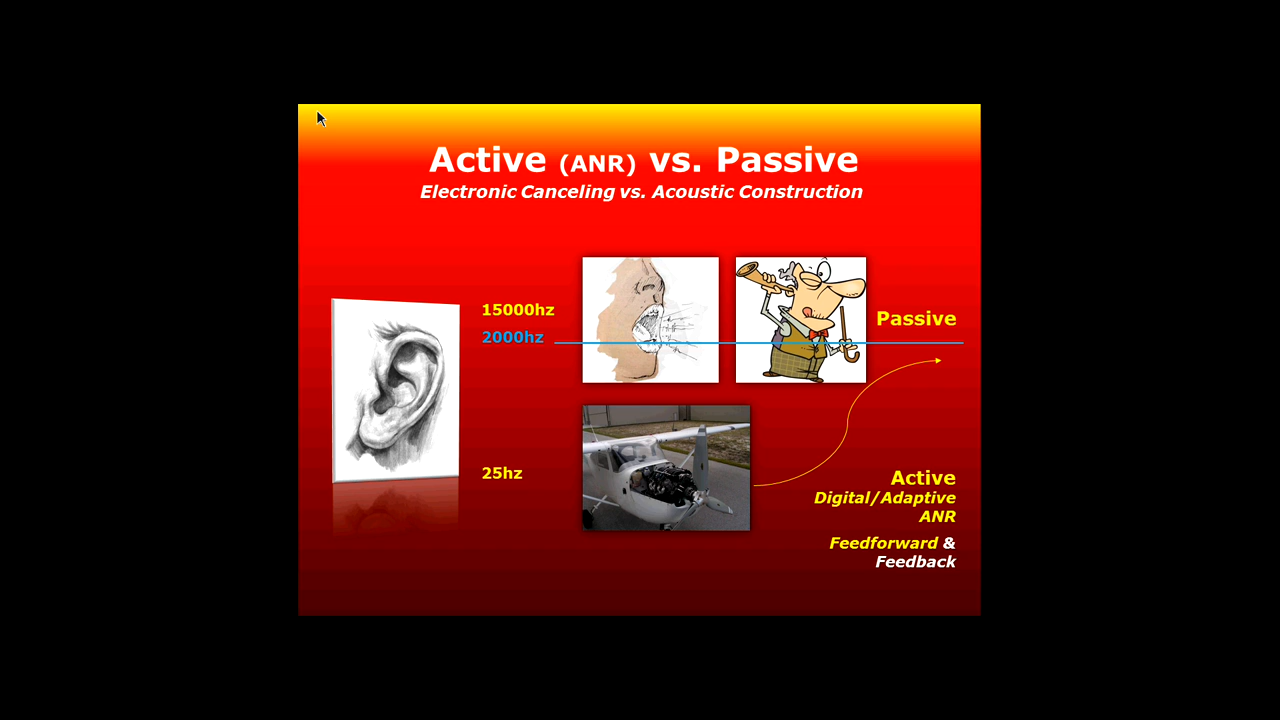 Active (ANR) vs. Passive
Electronic Canceling vs. Acoustic Construction
15000hz
2000hz
Passive
25hz
Active
Digital/Adaptive
ANR
Feedforward &
Feedback